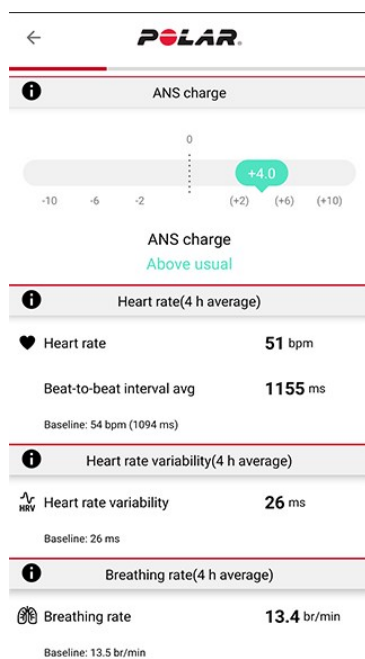 POLAR.
ANS charge
0
+4.0
-10 -6 -2 (+2) (+6) (+10)
ANS charge
Above usual
Heart rate(4 h average)
Heart rate 51 bpm
Beat-to-beat interval avg 1155 ms
Baseline: 54 bpm (1094 ms)
Heart rate variability(4 h average)
HRV Heart rate variability 26 ms
Baseline: 26 ms
Breathing rate(4 h average)
Breathing rate 13.4 br/min
Baseline: 13.5 br/min